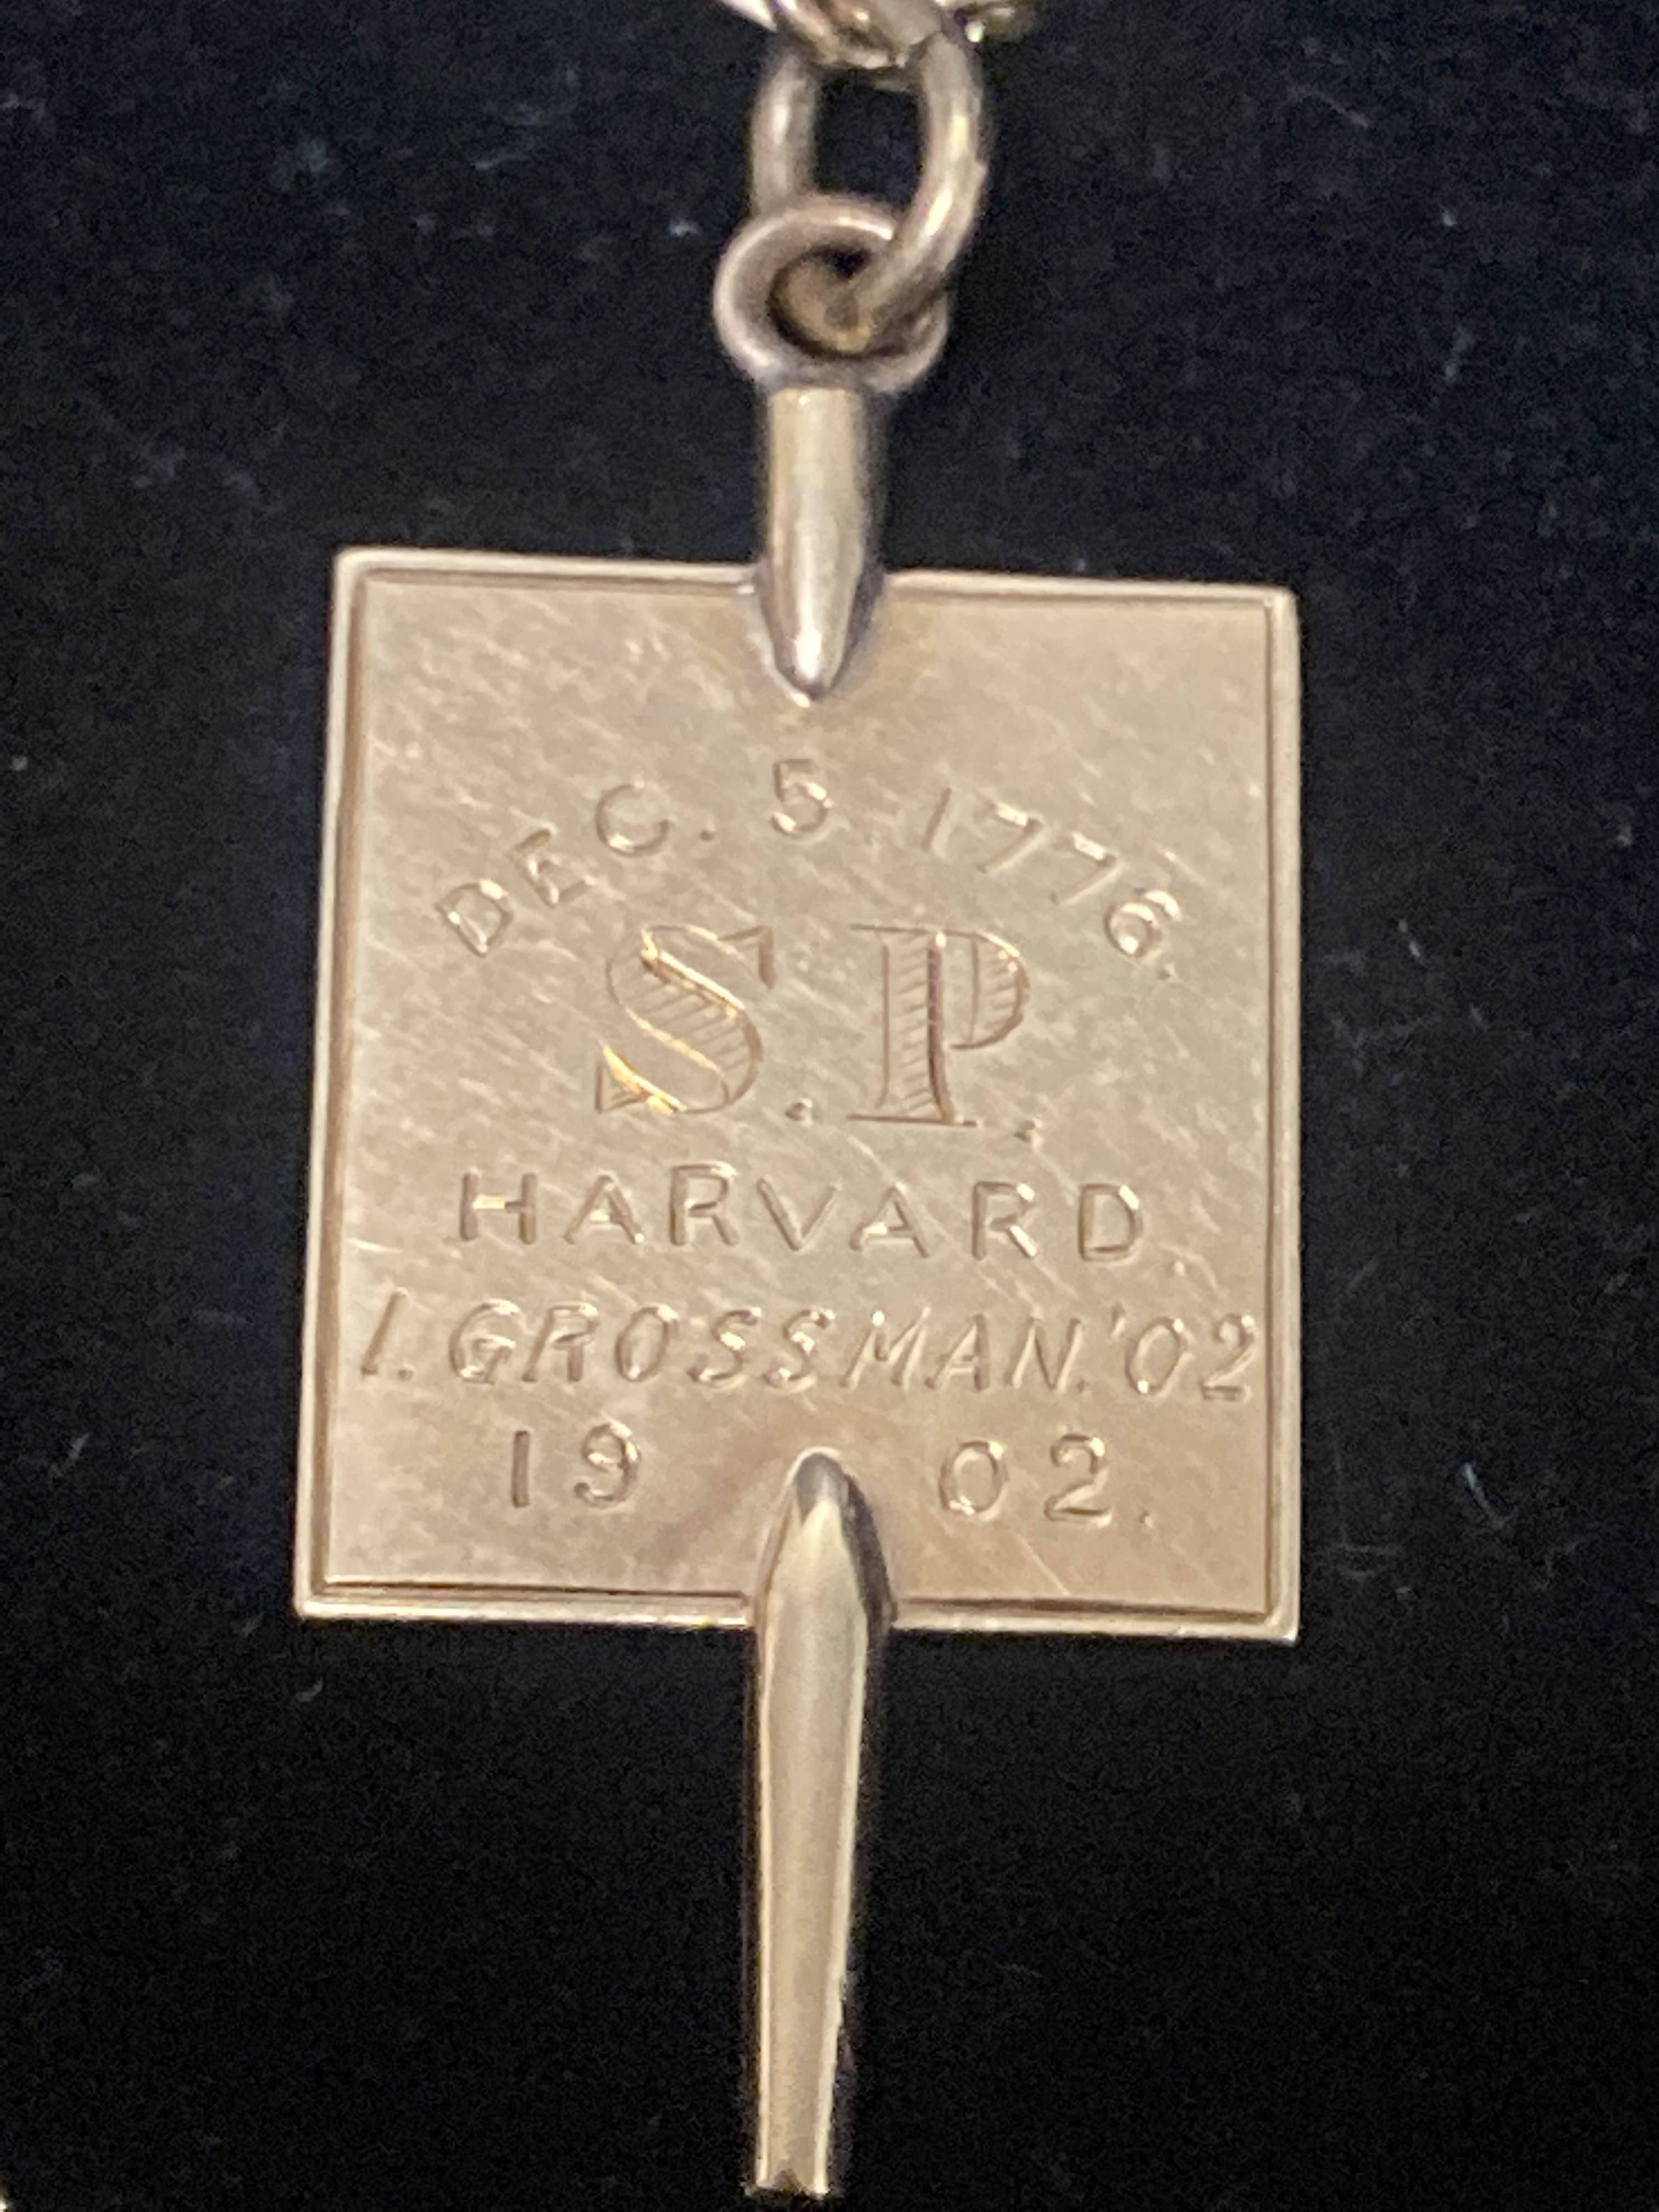 DEC. 5 1776.
S.P.
HARVARD.
I. GROSSMAN.'02
19 02.